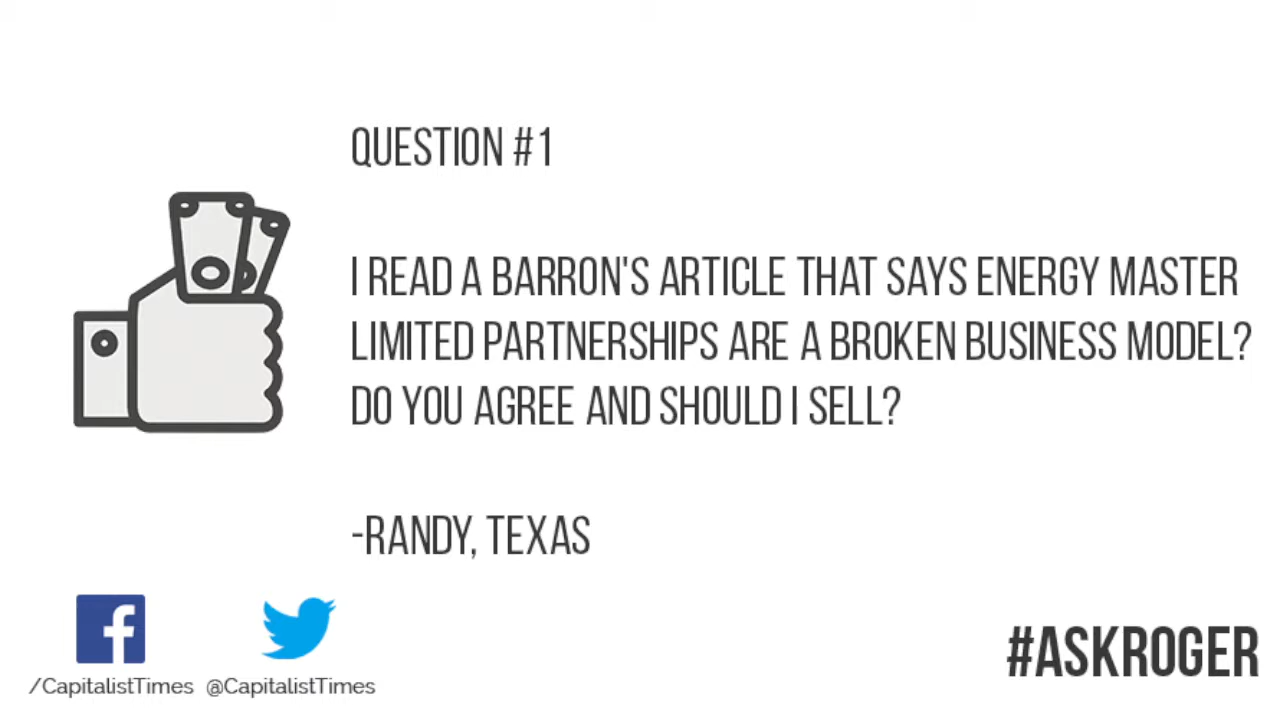 QUESTION #1
I READ A BARRON'S ARTICLE THAT SAYS ENERGY MASTER
LIMITED PARTNERSHIPS ARE A BROKEN BUSINESS MODEL?
DO YOU AGREE AND SHOULD I SELL?
-RANDY, TEXAS
/CapitalistTimes @CapitalistTimes
#ASKROGER